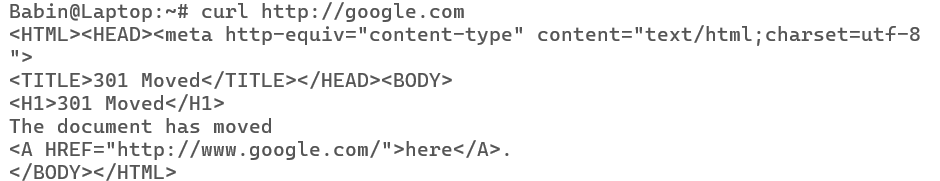 Babin@Laptop:~# curl http://google.com
<HTML><HEAD><meta http-equiv="content-type" content="text/html;charset=utf-8
">
<TITLE>301 Moved</TITLE></HEAD><BODY>
<H1>301 Moved</H1>
The document has moved
<A HREF="http://www.google.com/">here</A>.
</BODY></HTML>